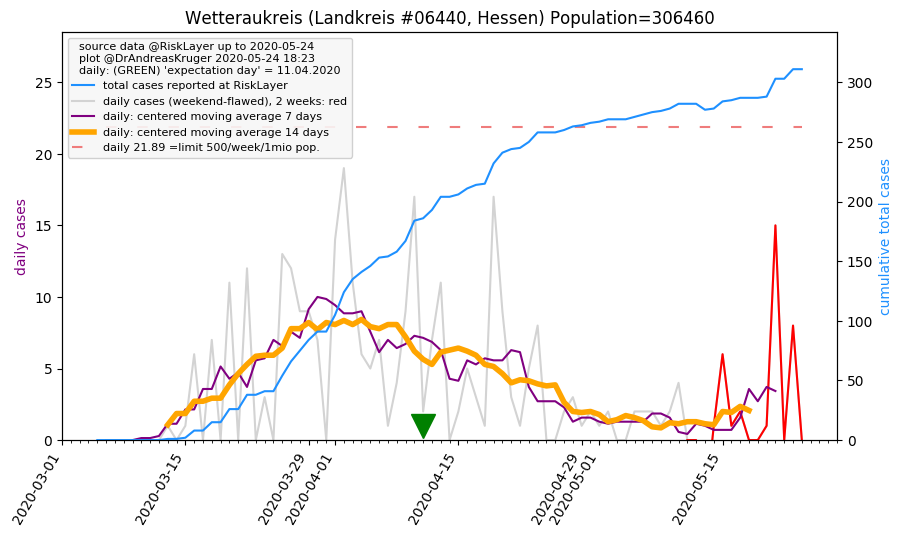 Wetteraukreis (Landkreis #06440, Hessen) Population=306460
source data @RiskLayer up to 2020-05-24
plot @DrAndreasKruger 2020-05-24 18:23
daily: (GREEN) 'expectation day' = 11.04.2020
total cases reported at RiskLayer
daily cases (weekend-flawed), 2 weeks: red
daily: centered moving average 7 days
daily: centered moving average 14 days
daily 21.89 =limit 500/week/1mio pop.
daily cases
25
20
15
10
5
0
cumulative total cases
300
250
200
150
100
50
0
2020-03-01
2020-03-15
2020-03-29
2020-04-01
2020-04-15
2020-04-29
2020-05-01
2020-05-15